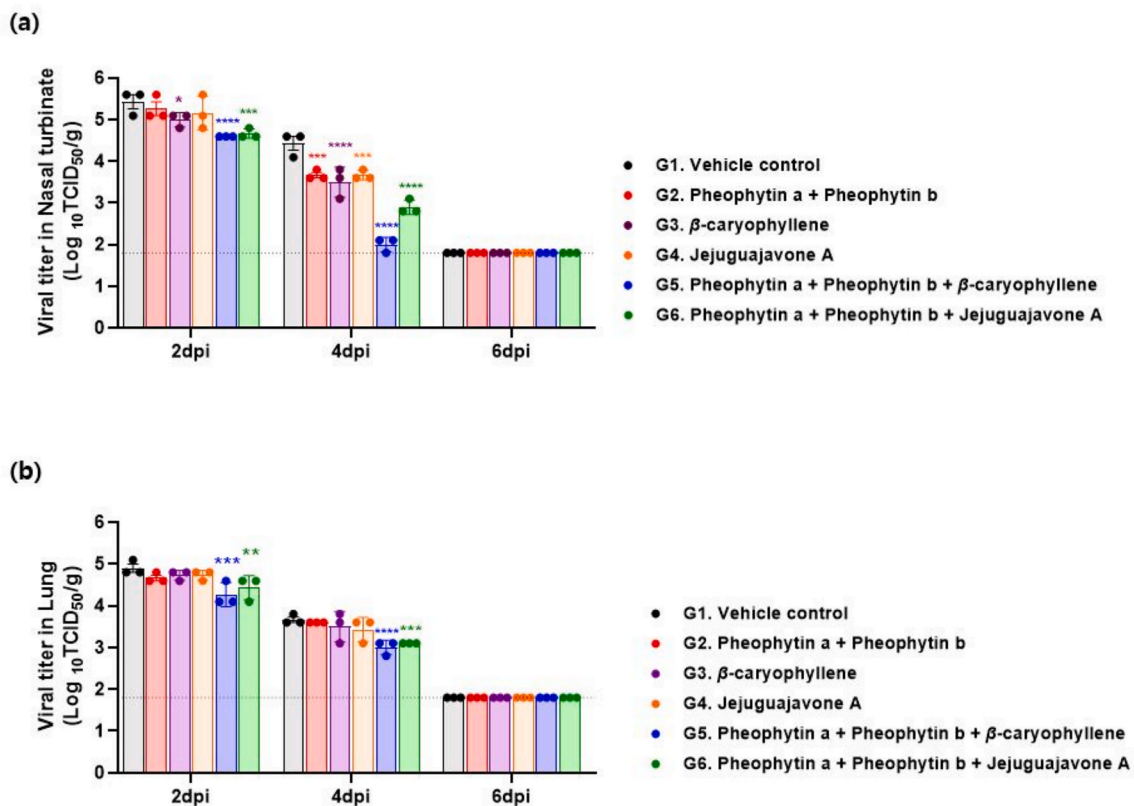 (a)
Viral titer in Nasal turbinate
(Log 10TCID50/g)
6
5
4
3
2
1
0
*
****
***
***
****
***
****
****
2dpi
4dpi
6dpi
G1. Vehicle control
G2. Pheophytin a + Pheophytin b
G3. β-caryophyllene
G4. Jejuguajavone A
G5. Pheophytin a + Pheophytin b + β-caryophyllene
G6. Pheophytin a + Pheophytin b + Jejuguajavone A
(b)
Viral titer in Lung
(Log 10TCID50/g)
6
5
4
3
2
1
0
***
**
****
***
2dpi
4dpi
6dpi
G1. Vehicle control
G2. Pheophytin a + Pheophytin b
G3. β-caryophyllene
G4. Jejuguajavone A
G5. Pheophytin a + Pheophytin b + β-caryophyllene
G6. Pheophytin a + Pheophytin b + Jejuguajavone A